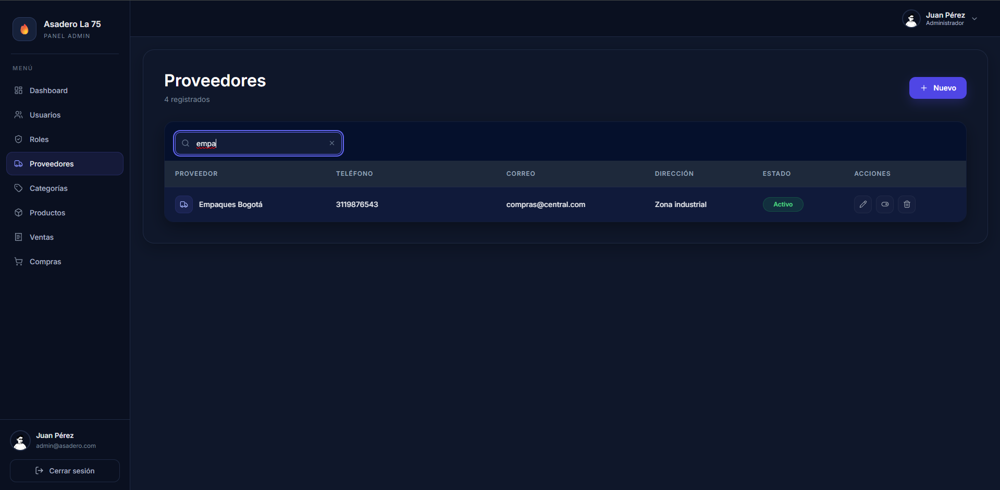 Asadero La 75
PANEL ADMIN
MENÚ
Dashboard
Usuarios
Roles
Proveedores
Categorías
Productos
Ventas
Compras
Juan Pérez
admin@asadero.com
Cerrar sesión
Juan Pérez
Administrador
Proveedores
4 registrados
Nuevo
empa
PROVEEDOR TELÉFONO CORREO DIRECCIÓN ESTADO ACCIONES
Empaques Bogotá 3119876543 compras@central.com Zona industrial Activo